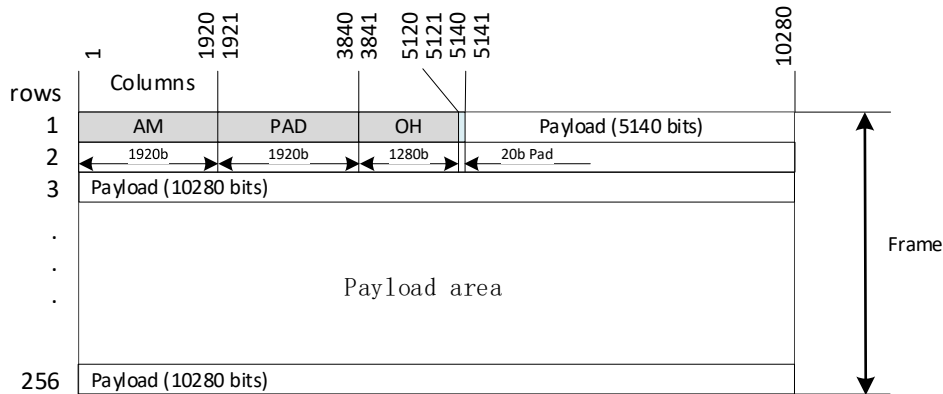 1
1920
1921
3840
3841
5120
5121
5140
5141
10280
Columns
rows
1 AM PAD OH Payload (5140 bits)
2 1920b 1920b 1280b 20b Pad
3 Payload (10280 bits)
.
.
.
Frame
Payload area
256 Payload (10280 bits)